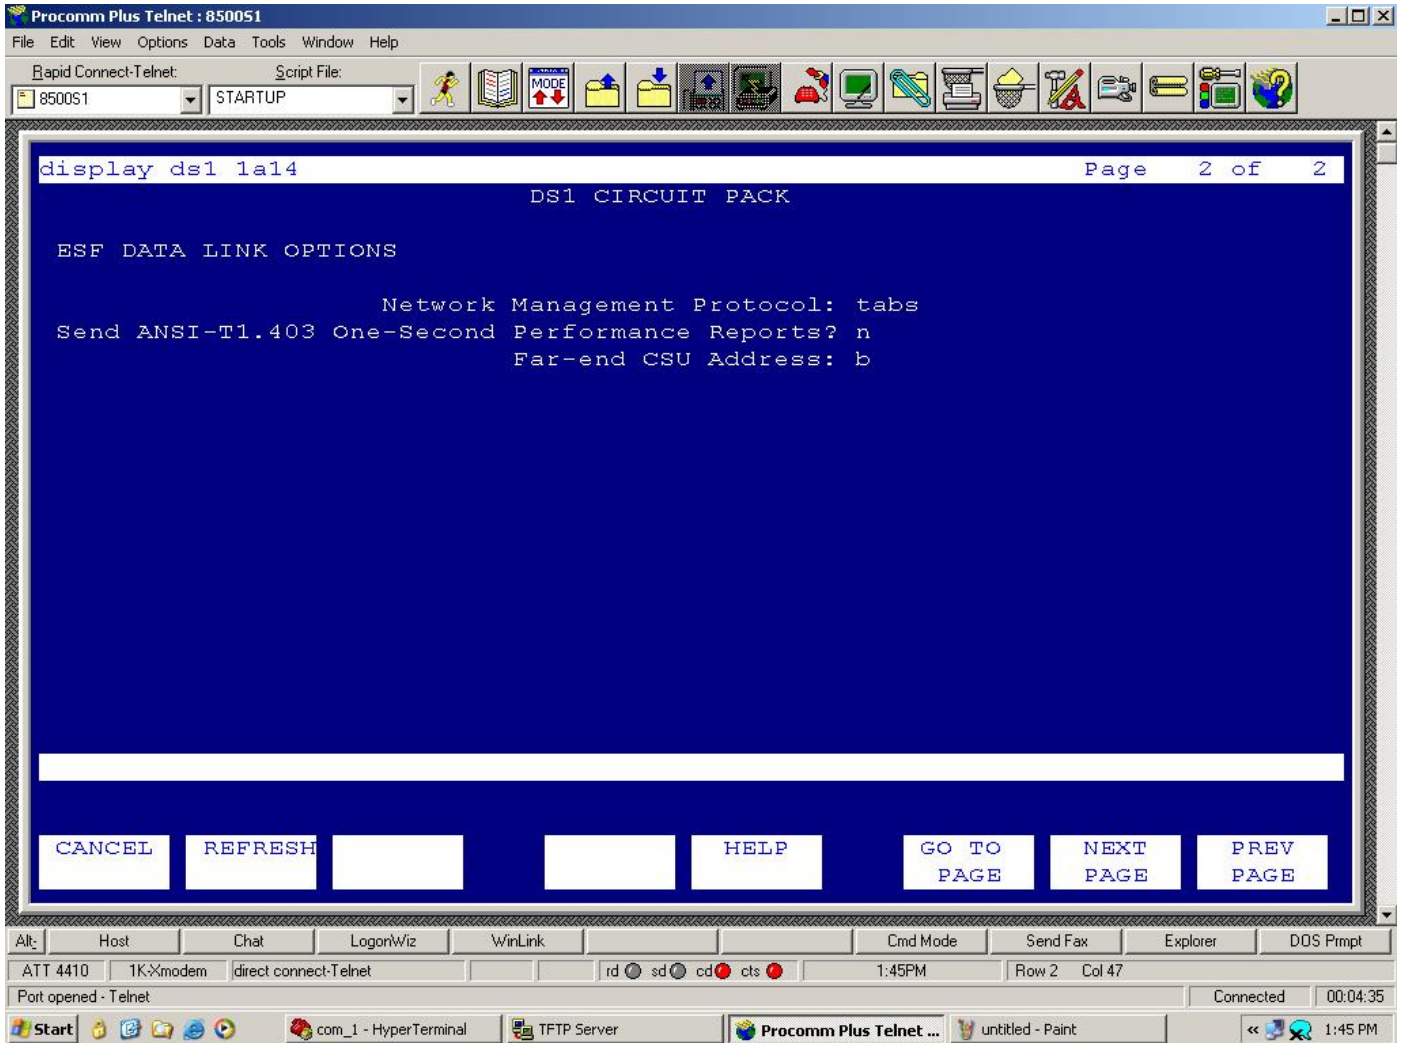 Procomm Plus Telnet : 8500S1
File Edit View Options Data Tools Window Help
Rapid Connect-Telnet: Script File:
8500S1 STARTUP
MODE
display ds1 1a14 Page 2 of 2
DS1 CIRCUIT PACK
ESF DATA LINK OPTIONS
Network Management Protocol: tabs
Send ANSI-T1.403 One-Second Performance Reports? n
Far-end CSU Address: b
CANCEL REFRESH HELP GO TO PAGE NEXT PAGE PREV PAGE
Alt- Host Chat LogonWiz WinLink Cmd Mode Send Fax Explorer DOS Prmpt
ATT 4410 1K-Xmodem direct connect-Telnet rd sd cd cts 1:45PM Row 2 Col 47
Port opened - Telnet Connected 00:04:35
Start com_1 - HyperTerminal TFTP Server Procomm Plus Telnet ... untitled - Paint « 1:45 PM